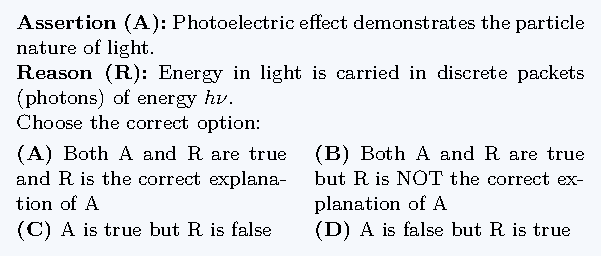 Assertion (A): Photoelectric effect demonstrates the particle
nature of light.
Reason (R): Energy in light is carried in discrete packets
(photons) of energy hν.
Choose the correct option:
(A) Both A and R are true
and R is the correct explana-
tion of A
(B) Both A and R are true
but R is NOT the correct ex-
planation of A
(C) A is true but R is false
(D) A is false but R is true